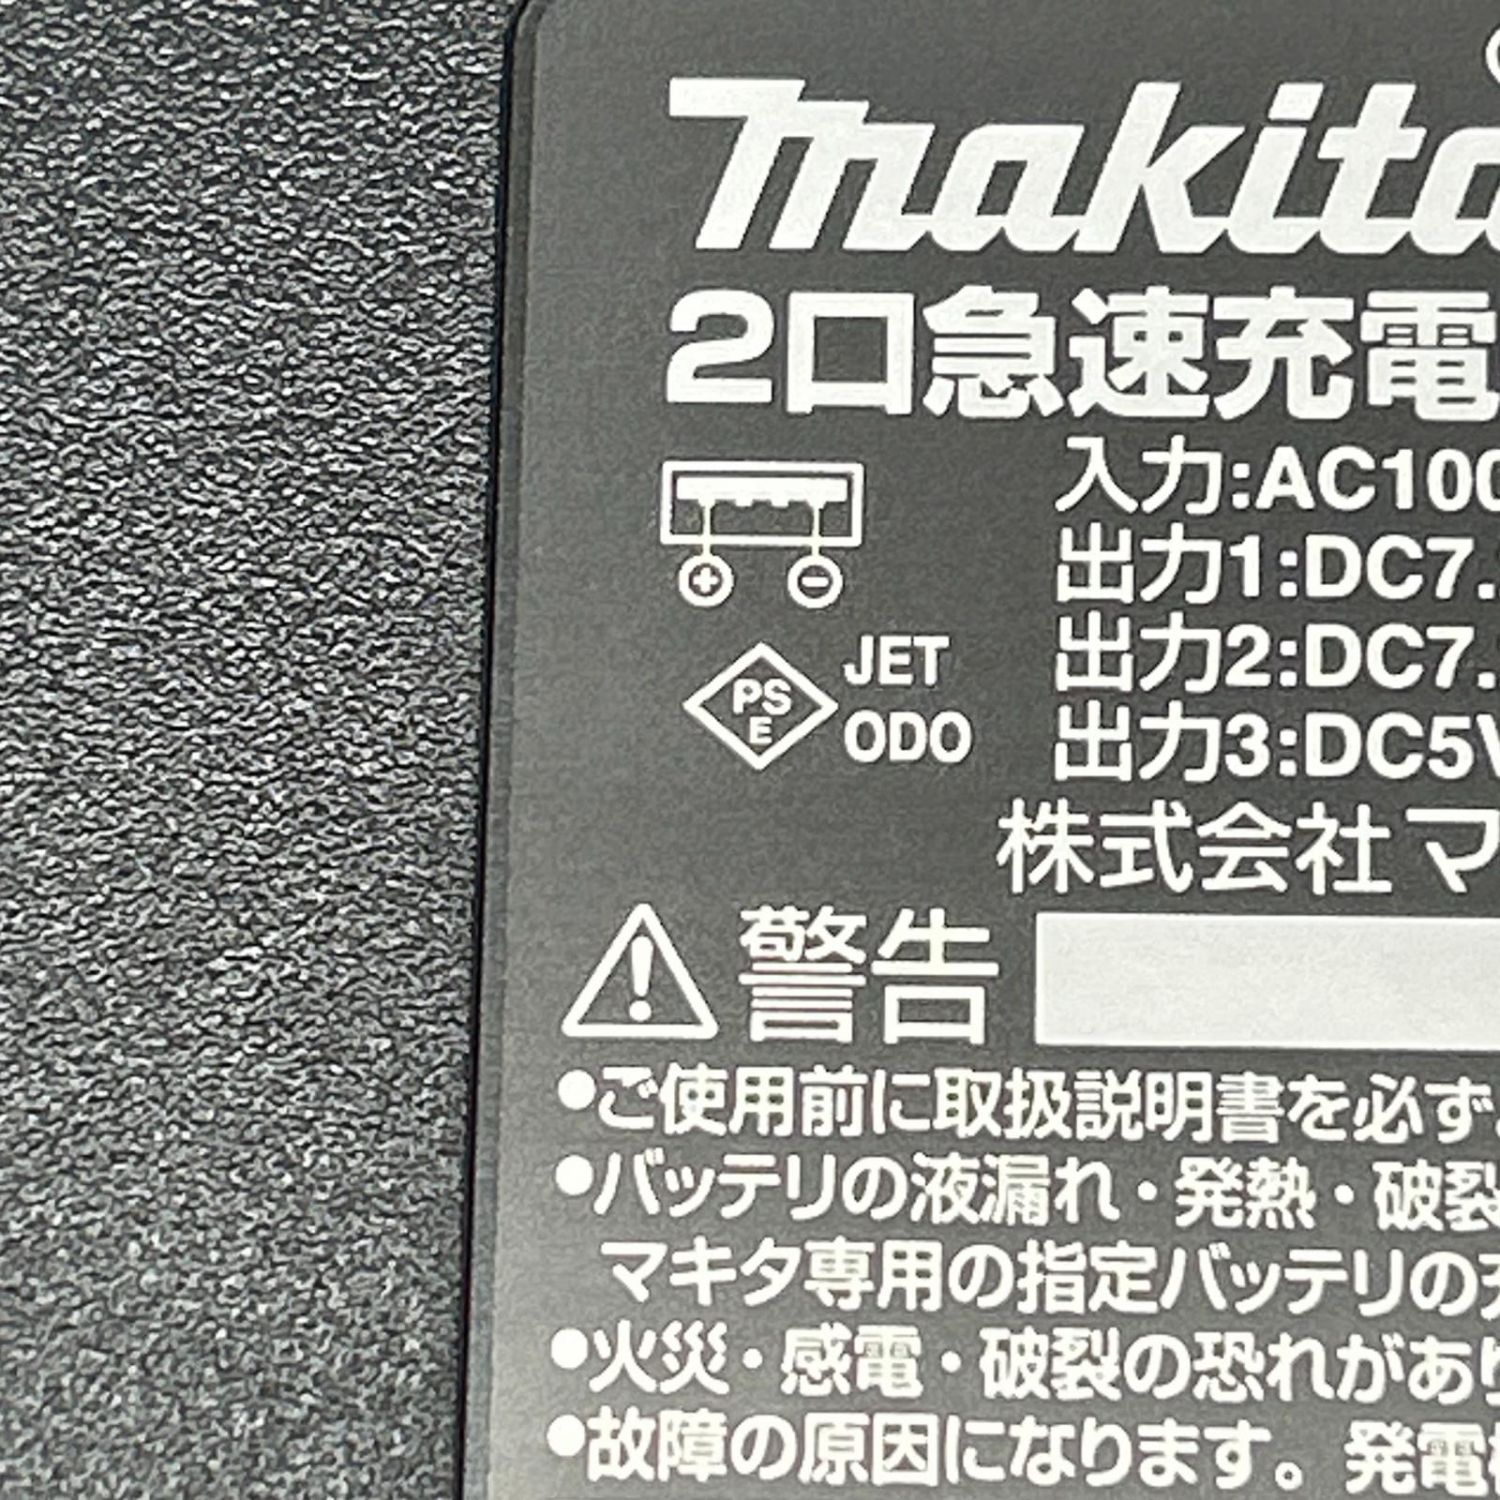 makita
2口急速充電
入力:AC100
出力1:DC7.
PS
E
JET
ODO
出力2:DC7.
出力3:DC5V
株式会社マ
警告
●ご使用前に取扱説明書を必ず
●バッテリの液漏れ・発熱・破裂
マキタ専用の指定バッテリの充
●火災・感電・破裂の恐れがあり
●故障の原因になります。発電